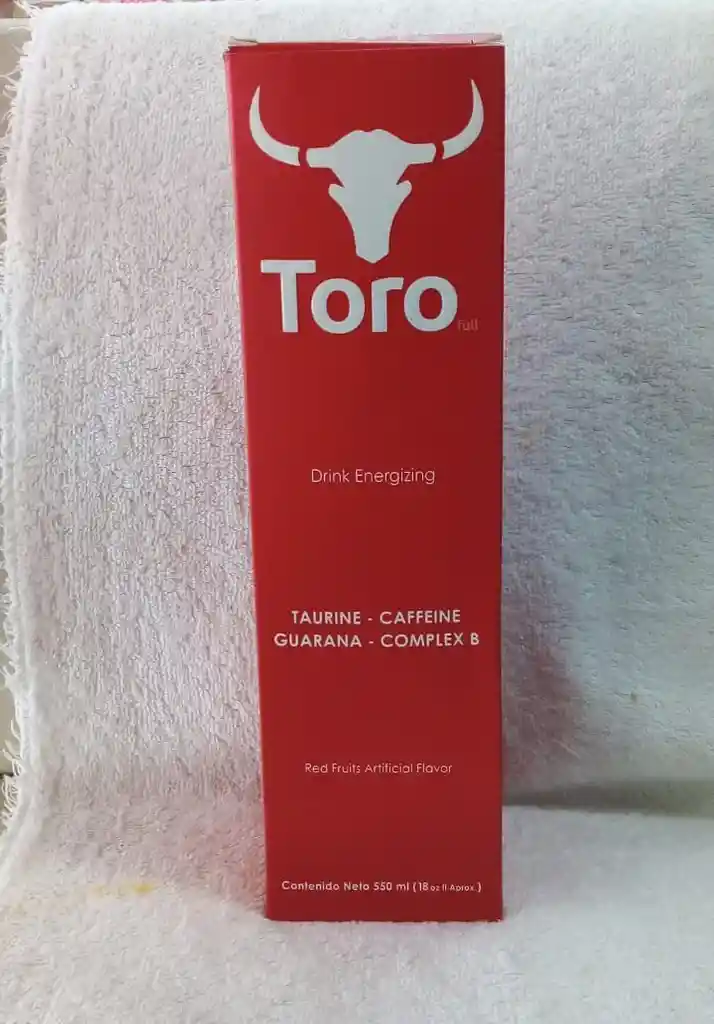 Toro
full
Drink Energizing
TAURINE - CAFFEINE
GUARANA - COMPLEX B
Red Fruits Artificial Flavor
Contenido Neto 550 ml (18 oz fl Aprox.)